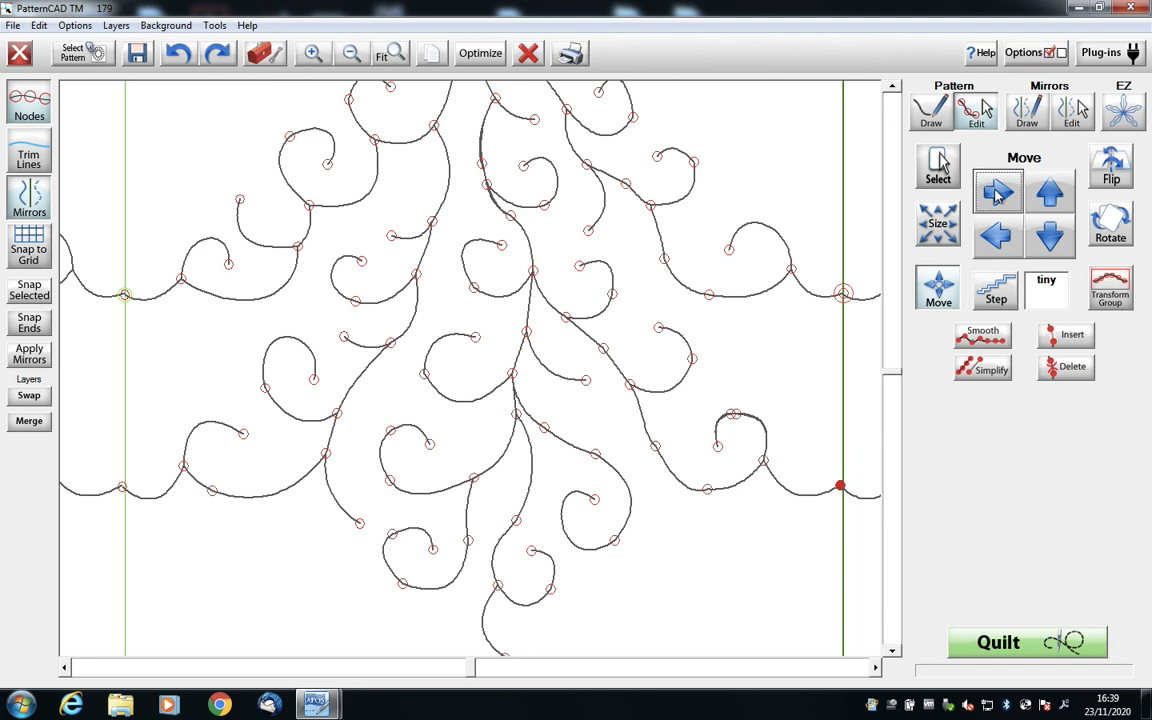 PatternCAD TM 179
File Edit Options Layers Background Tools Help
Select
Pattern
Fit
Optimize
Help
Options
Plug-ins
Nodes
Trim
Lines
Mirrors
Snap to
Grid
Snap
Selected
Snap
Ends
Apply
Mirrors
Layers
Swap
Merge
Pattern Mirrors EZ
Draw Edit Draw Edit
Select
Move
Flip
Size
Rotate
Move
Step
tiny
Transform
Group
Smooth
Insert
Simplify
Delete
Quilt
16:39
23/11/2020